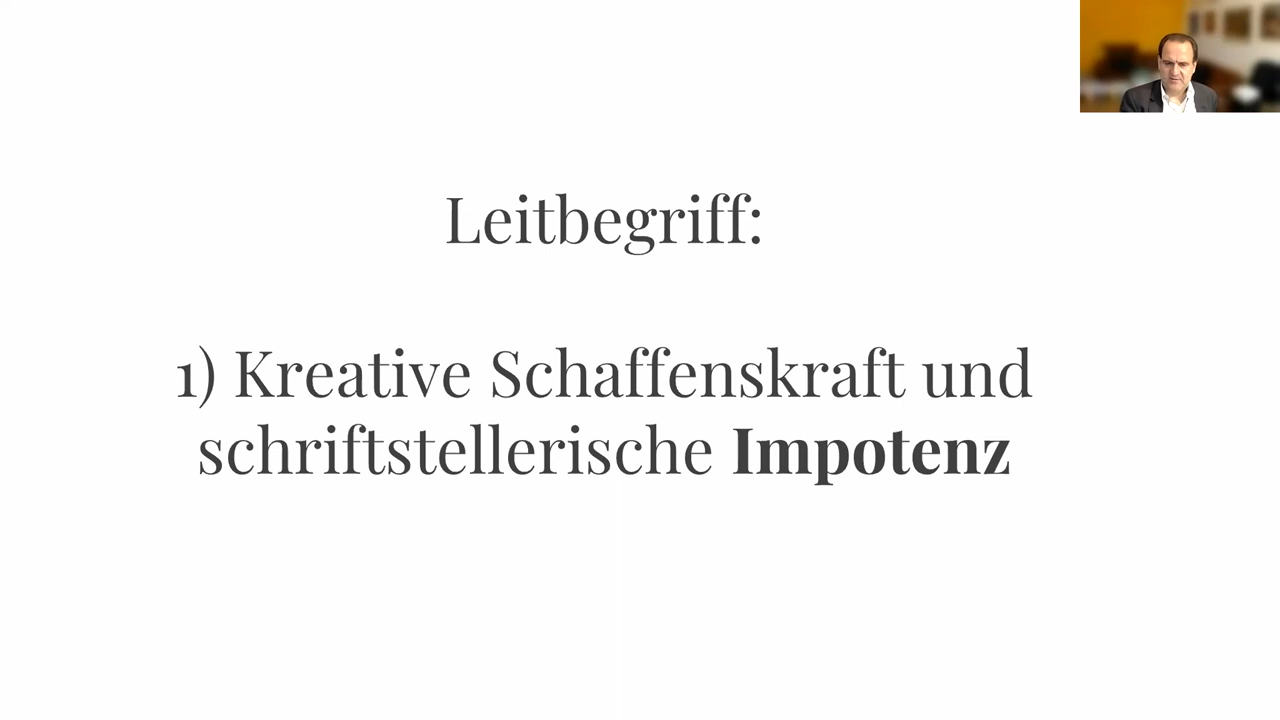 Leitbegriff:
1) Kreative Schaffenskraft und
schriftstellerische Impotenz